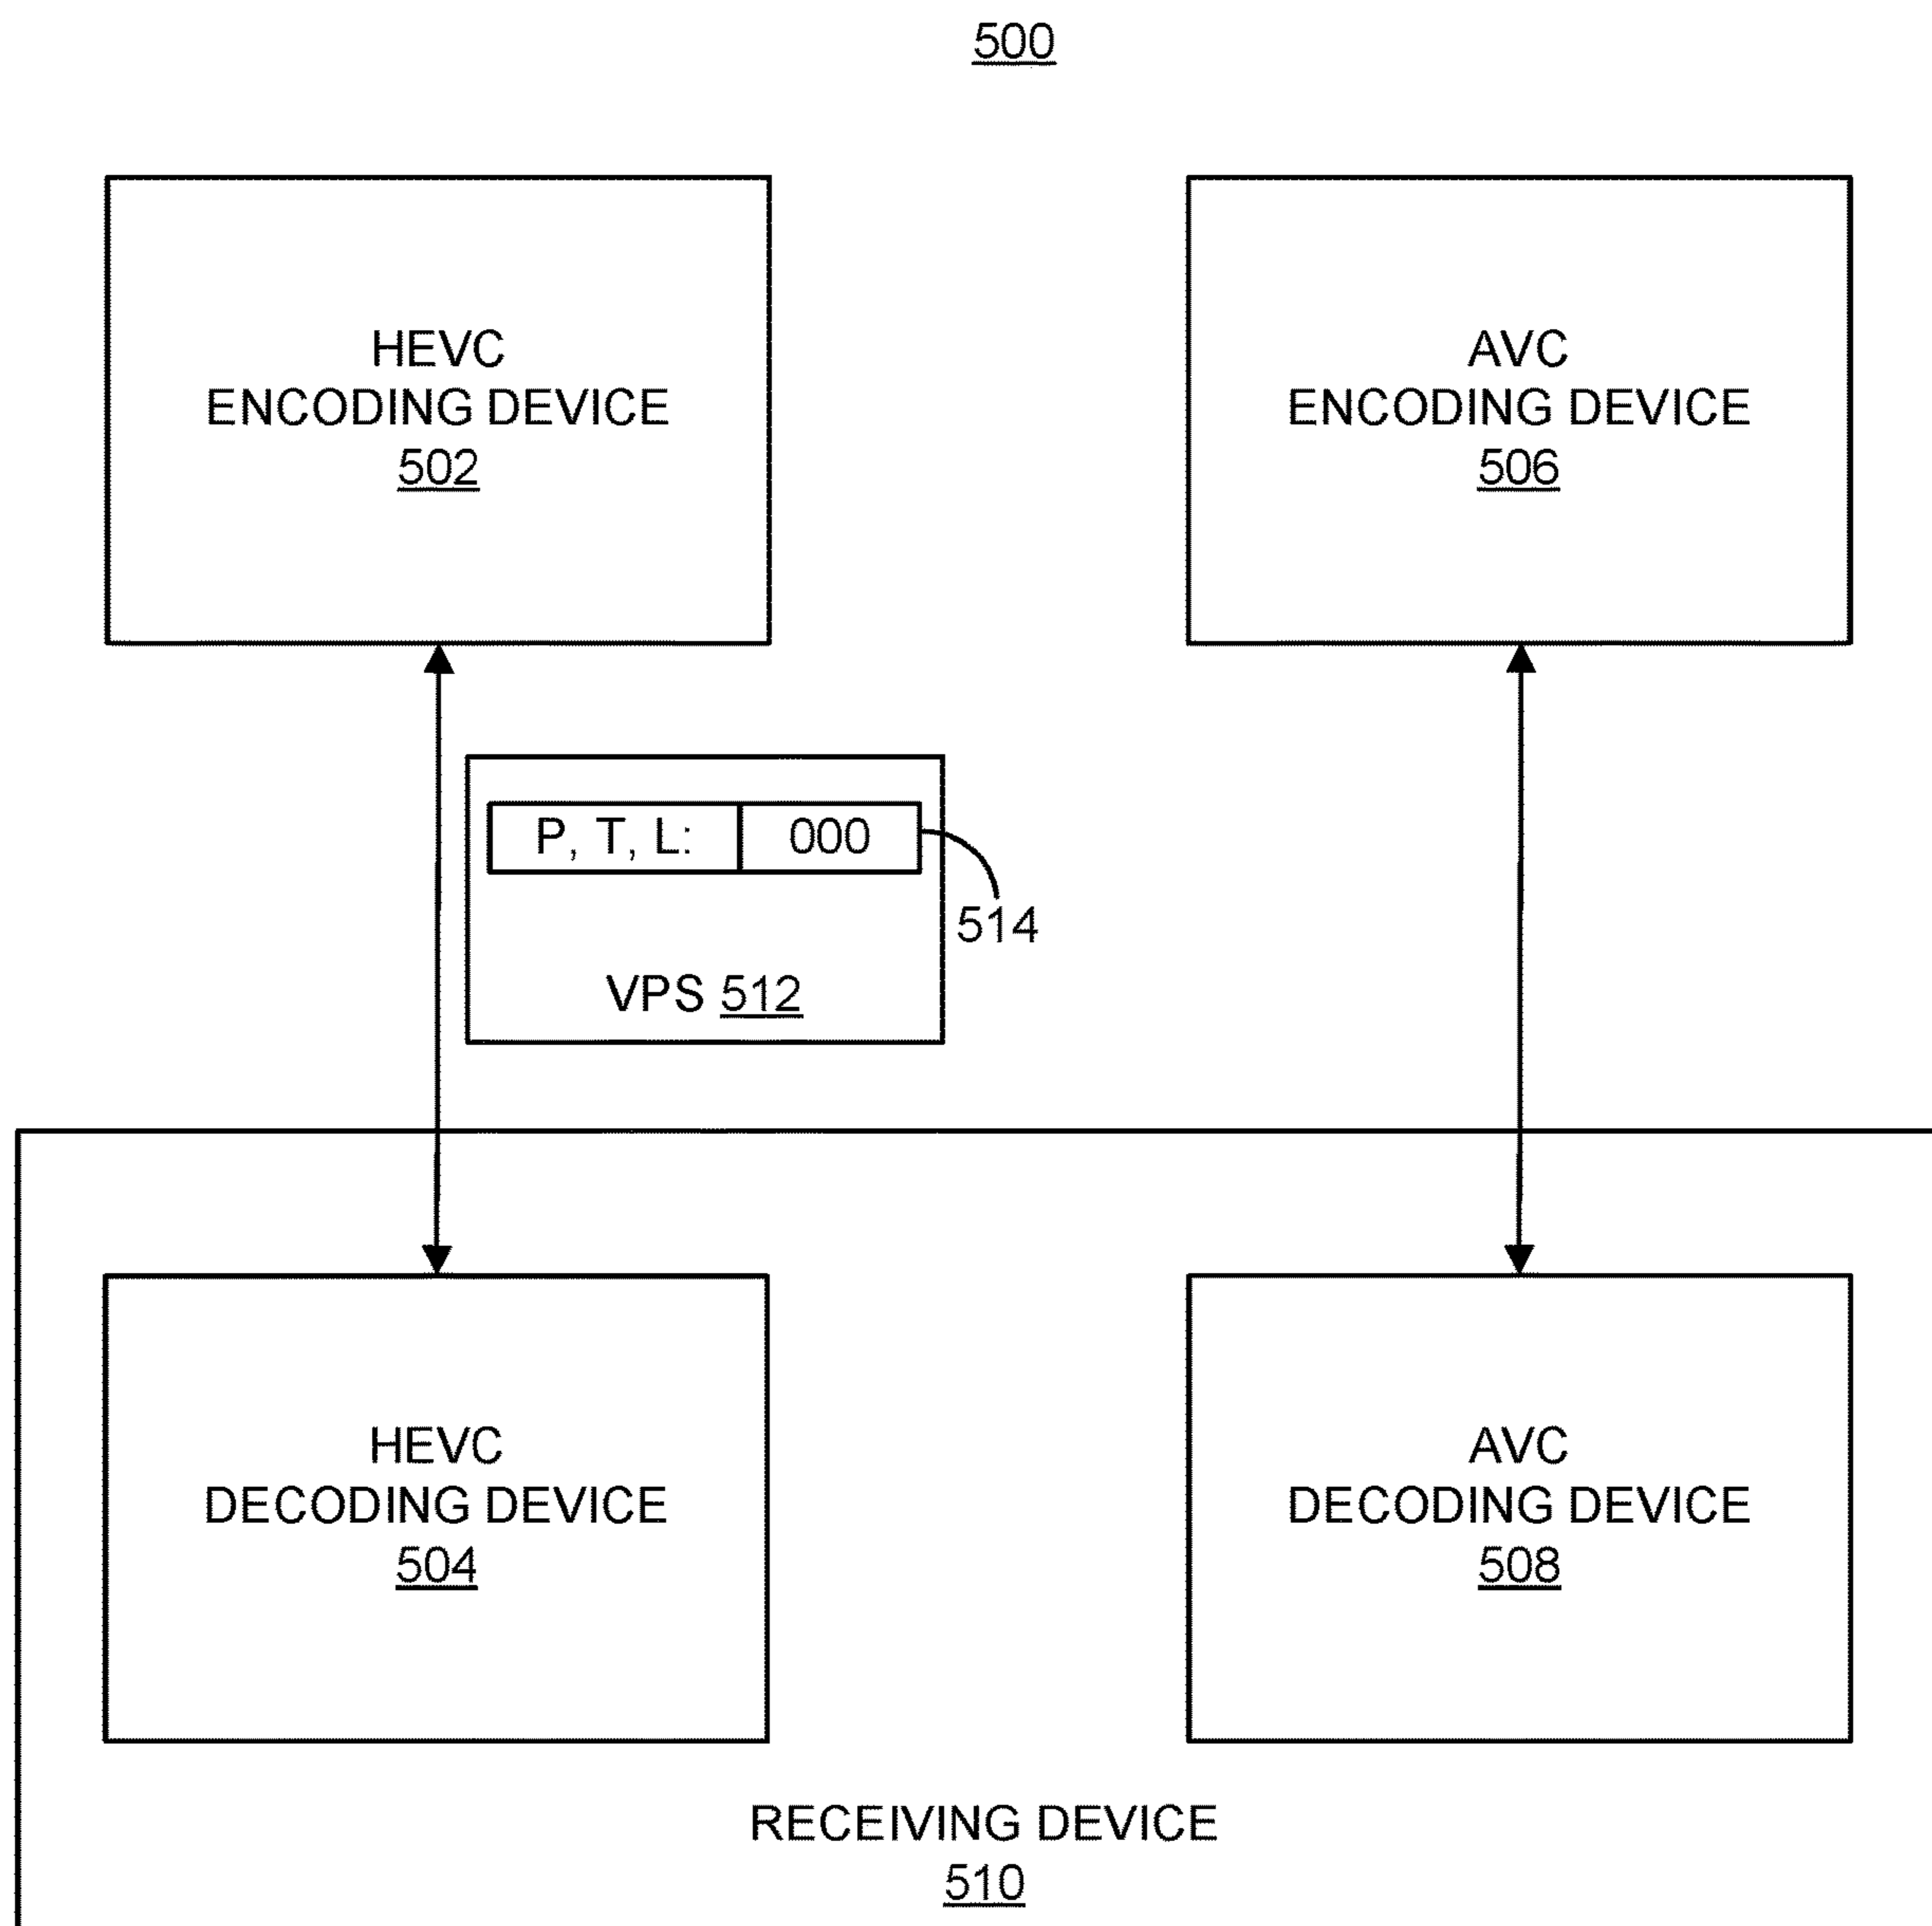 500
HEVC
ENCODING DEVICE
502
AVC
ENCODING DEVICE
506
P, T, L: 000
514
VPS 512
HEVC
DECODING DEVICE
504
AVC
DECODING DEVICE
508
RECEIVING DEVICE
510